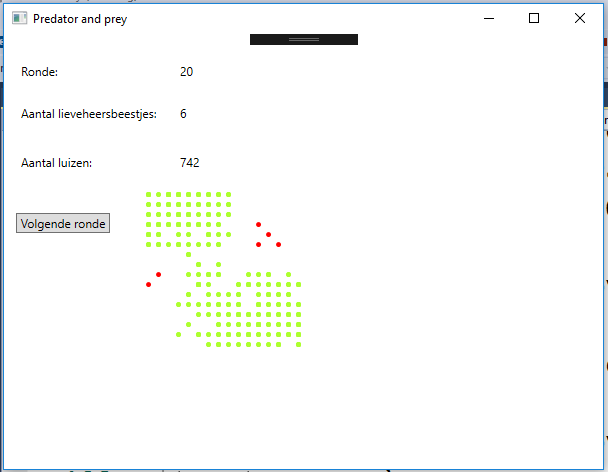 Predator and prey
Ronde: 20
Aantal lieveheersbeestjes: 6
Aantal luizen: 742
Volgende ronde